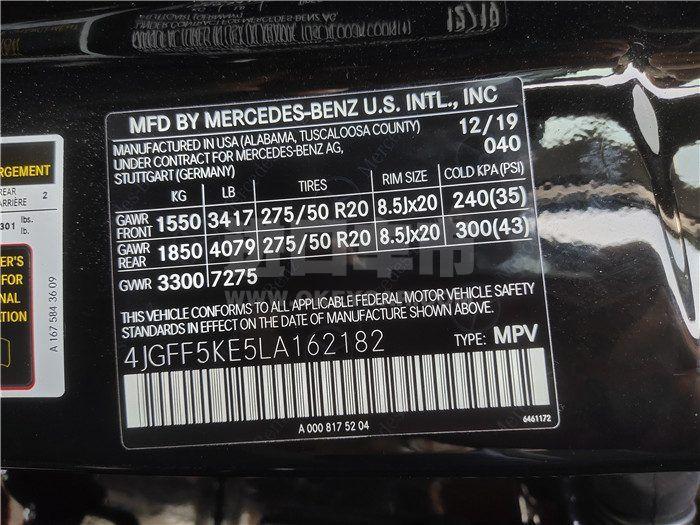 MFD BY MERCEDES-BENZ U.S. INTL., INC
MANUFACTURED IN USA (ALABAMA, TUSCALOOSA COUNTY) 12/19
UNDER CONTRACT FOR MERCEDES-BENZ AG, 040
STUTTGART (GERMANY)
KG LB TIRES RIM SIZE COLD KPA (PSI)
GAWR FRONT 1550 3417 275/50 R20 8.5Jx20 240(35)
GAWR REAR 1850 4079 275/50 R20 8.5Jx20 300(43)
GVWR 3300 7275
THIS VEHICLE CONFORMS TO ALL APPLICABLE FEDERAL MOTOR VEHICLE SAFETY
STANDARDS IN EFFECT ON THE DATE OF MANUFACTURE SHOWN ABOVE.
4JGFF5KE5LA162182 TYPE: MPV
A 000 817 52 04 6461172
ARGEMENT
REAR 2
ARRIÈRE
301 lbs.
lb.
ER'S
FOR
NAL
ATION
A 167 584 36 09